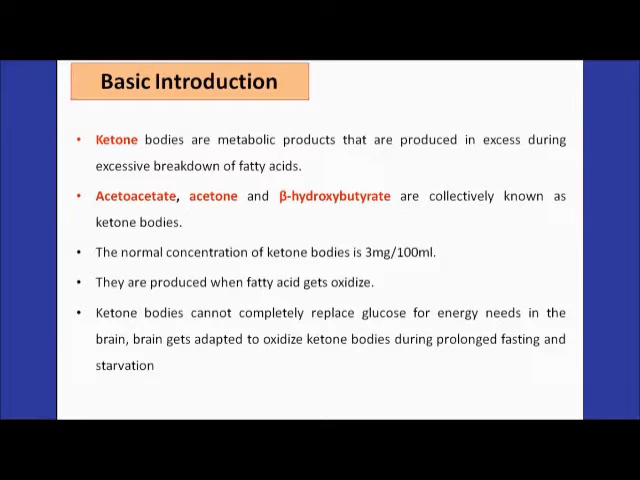 Basic Introduction
• Ketone bodies are metabolic products that are produced in excess during
excessive breakdown of fatty acids.
• Acetoacetate, acetone and β-hydroxybutyrate are collectively known as
ketone bodies.
• The normal concentration of ketone bodies is 3mg/100ml.
• They are produced when fatty acid gets oxidize.
• Ketone bodies cannot completely replace glucose for energy needs in the
brain, brain gets adapted to oxidize ketone bodies during prolonged fasting and
starvation